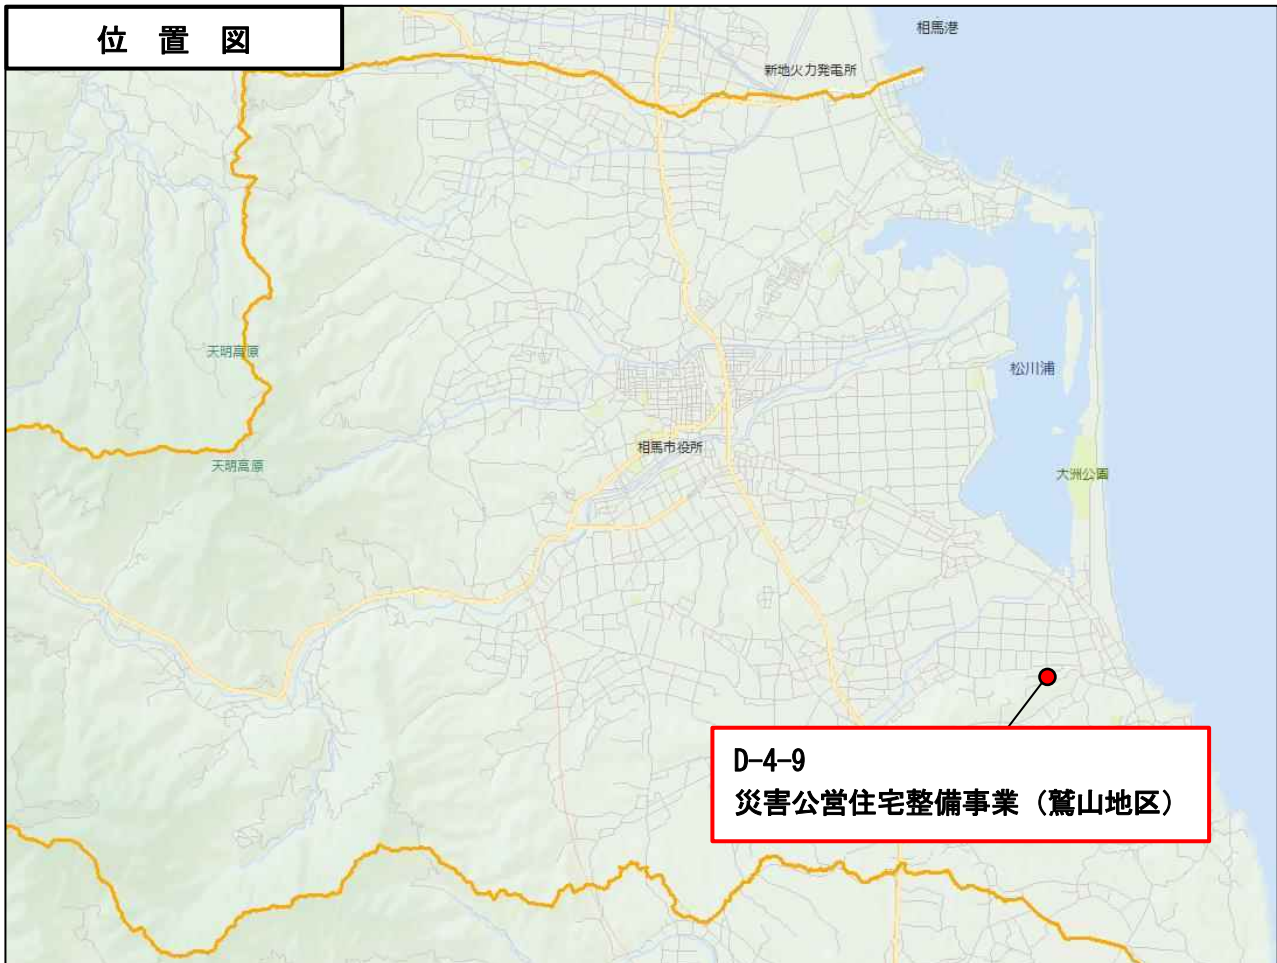 位 置 図
相馬港
新地火力発電所
天明高原
松川浦
相馬市役所
天明高原
大洲公園
D-4-9
災害公営住宅整備事業（鷲山地区）